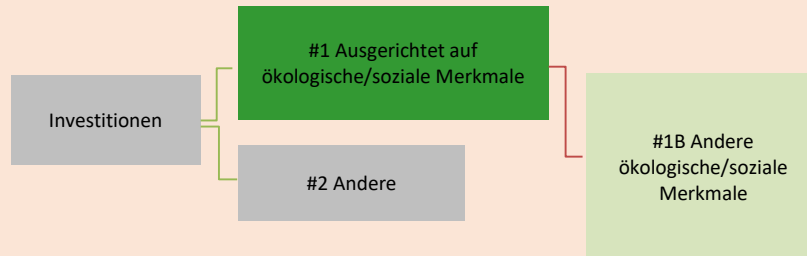 Investitionen
#1 Ausgerichtet auf
ökologische/soziale Merkmale
#2 Andere
#1B Andere
ökologische/soziale
Merkmale